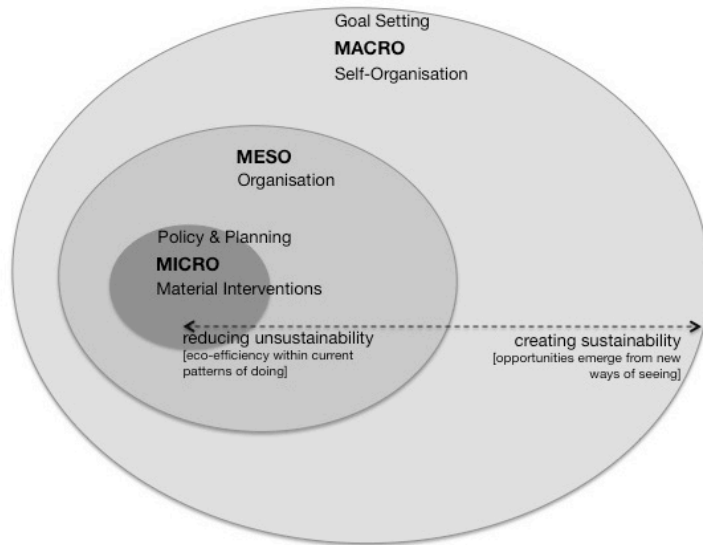 Goal Setting
MACRO
Self-Organisation
MESO
Organisation
Policy & Planning
MICRO
Material Interventions
reducing unsustainability
[eco-efficiency within current
patterns of doing]
creating sustainability
[opportunities emerge from new
ways of seeing]